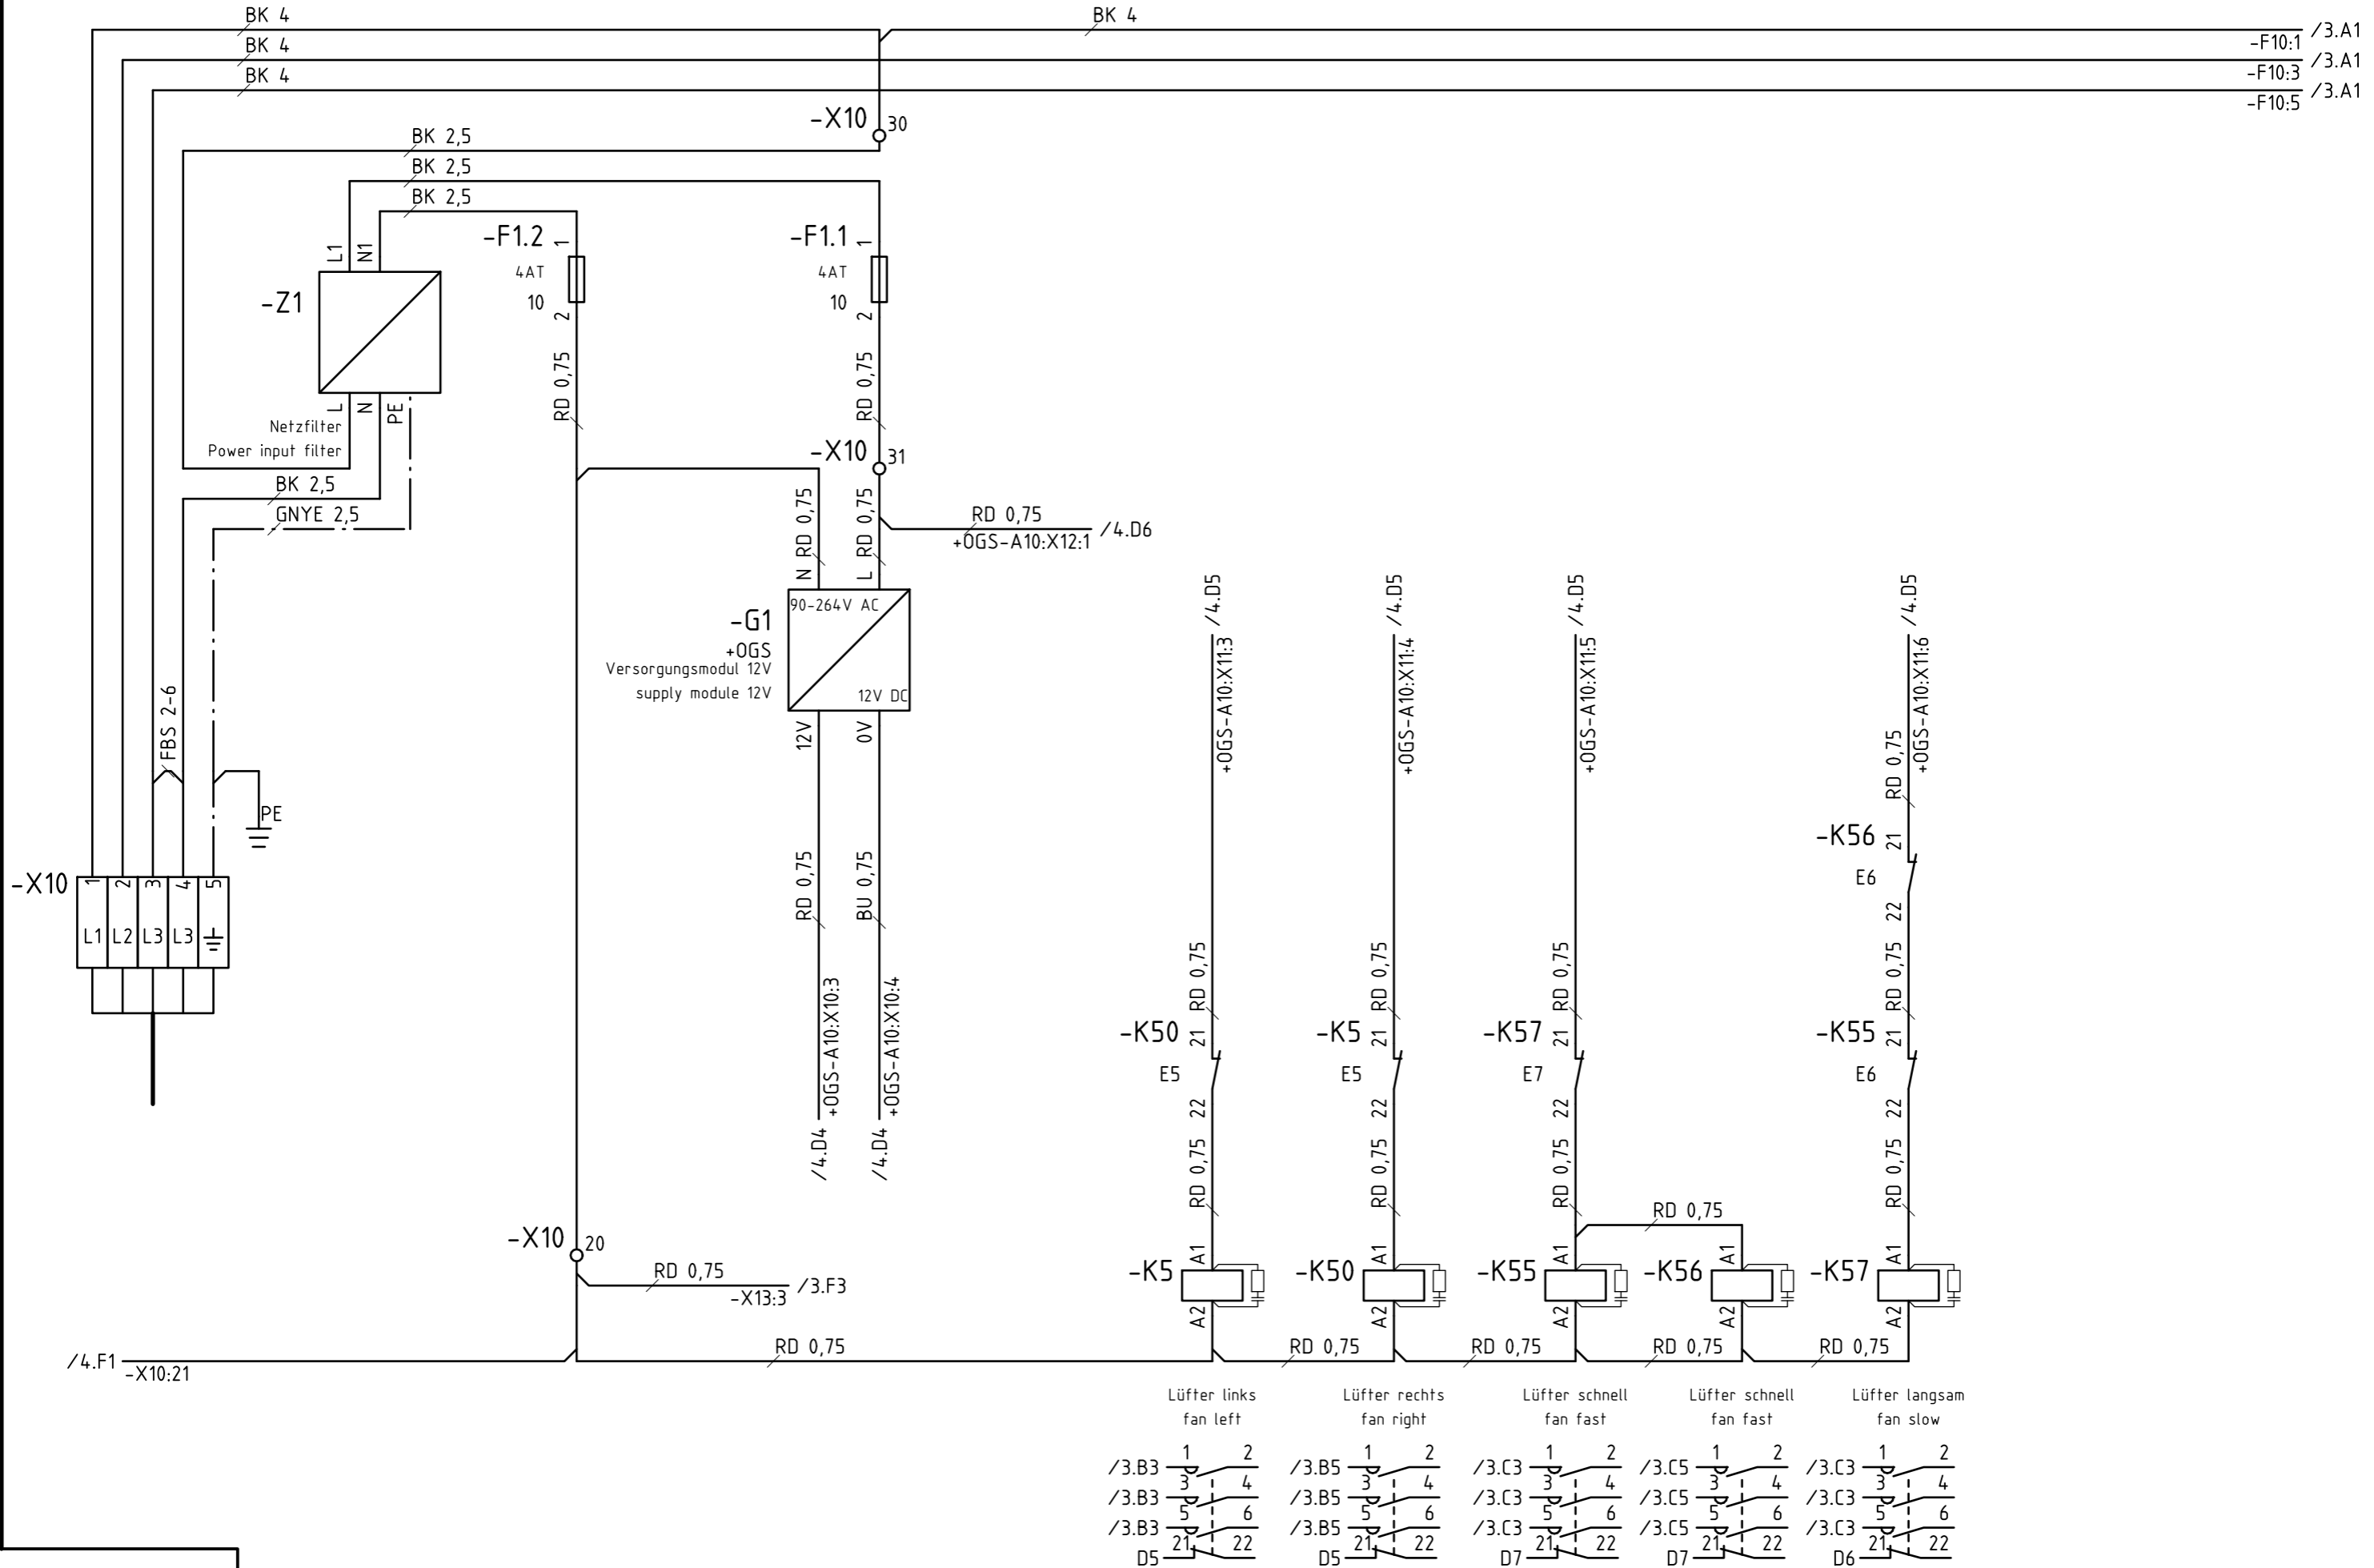 BK 4
BK 4
/3.A1
-F10:1
BK 4
/3.A1
-F10:3
BK 4
/3.A1
-F10:5
-X10
30
BK 2,5
BK 2,5
BK 2,5
L1
N1
-F1.2
1
4AT
10
2
-F1.1
1
4AT
10
2
-Z1
L
N
PE
Netzfilter
Power input filter
RD 0,75
RD 0,75
-X10
31
BK 2,5
GNYE 2,5
N
RD 0,75
L
RD 0,75
RD 0,75
/4.D6
+OGS-A10:X12:1
90-264V AC
-G1
+OGS
Versorgungsmodul 12V
supply module 12V
12V DC
12V
0V
/4.D5
+OGS-A10:X11:3
/4.D5
+OGS-A10:X11:4
/4.D5
+OGS-A10:X11:5
/4.D5
+OGS-A10:X11:6
FBS 2-6
PE
RD 0,75
-K56
21
E6
22
-X10
1
2
3
4
5
L1
L2
L3
L3
RD 0,75
BU 0,75
+OGS-A10:X10:3
/4.D4
+OGS-A10:X10:4
/4.D4
RD 0,75
RD 0,75
RD 0,75
RD 0,75
-K50
21
E5
22
-K5
21
E5
22
-K57
21
E7
22
-K55
21
E6
22
RD 0,75
RD 0,75
RD 0,75
RD 0,75
RD 0,75
-X10
20
RD 0,75
/3.F3
-X13:3
-K5
A1
A2
-K50
A1
A2
-K55
A1
A2
-K56
A1
A2
-K57
A1
A2
/4.F1
-X10:21
RD 0,75
RD 0,75
RD 0,75
RD 0,75
RD 0,75
Lüfter links
fan left
Lüfter rechts
fan right
Lüfter schnell
fan fast
Lüfter schnell
fan fast
Lüfter langsam
fan slow
/3.B3 1 2
/3.B3 3 4
/3.B3 5 6
D5 21 22
/3.B5 1 2
/3.B5 3 4
/3.B5 5 6
D5 21 22
/3.C3 1 2
/3.C3 3 4
/3.C3 5 6
D7 21 22
/3.C5 1 2
/3.C5 3 4
/3.C5 5 6
D7 21 22
/3.C3 1 2
/3.C3 3 4
/3.C3 5 6
D6 21 22